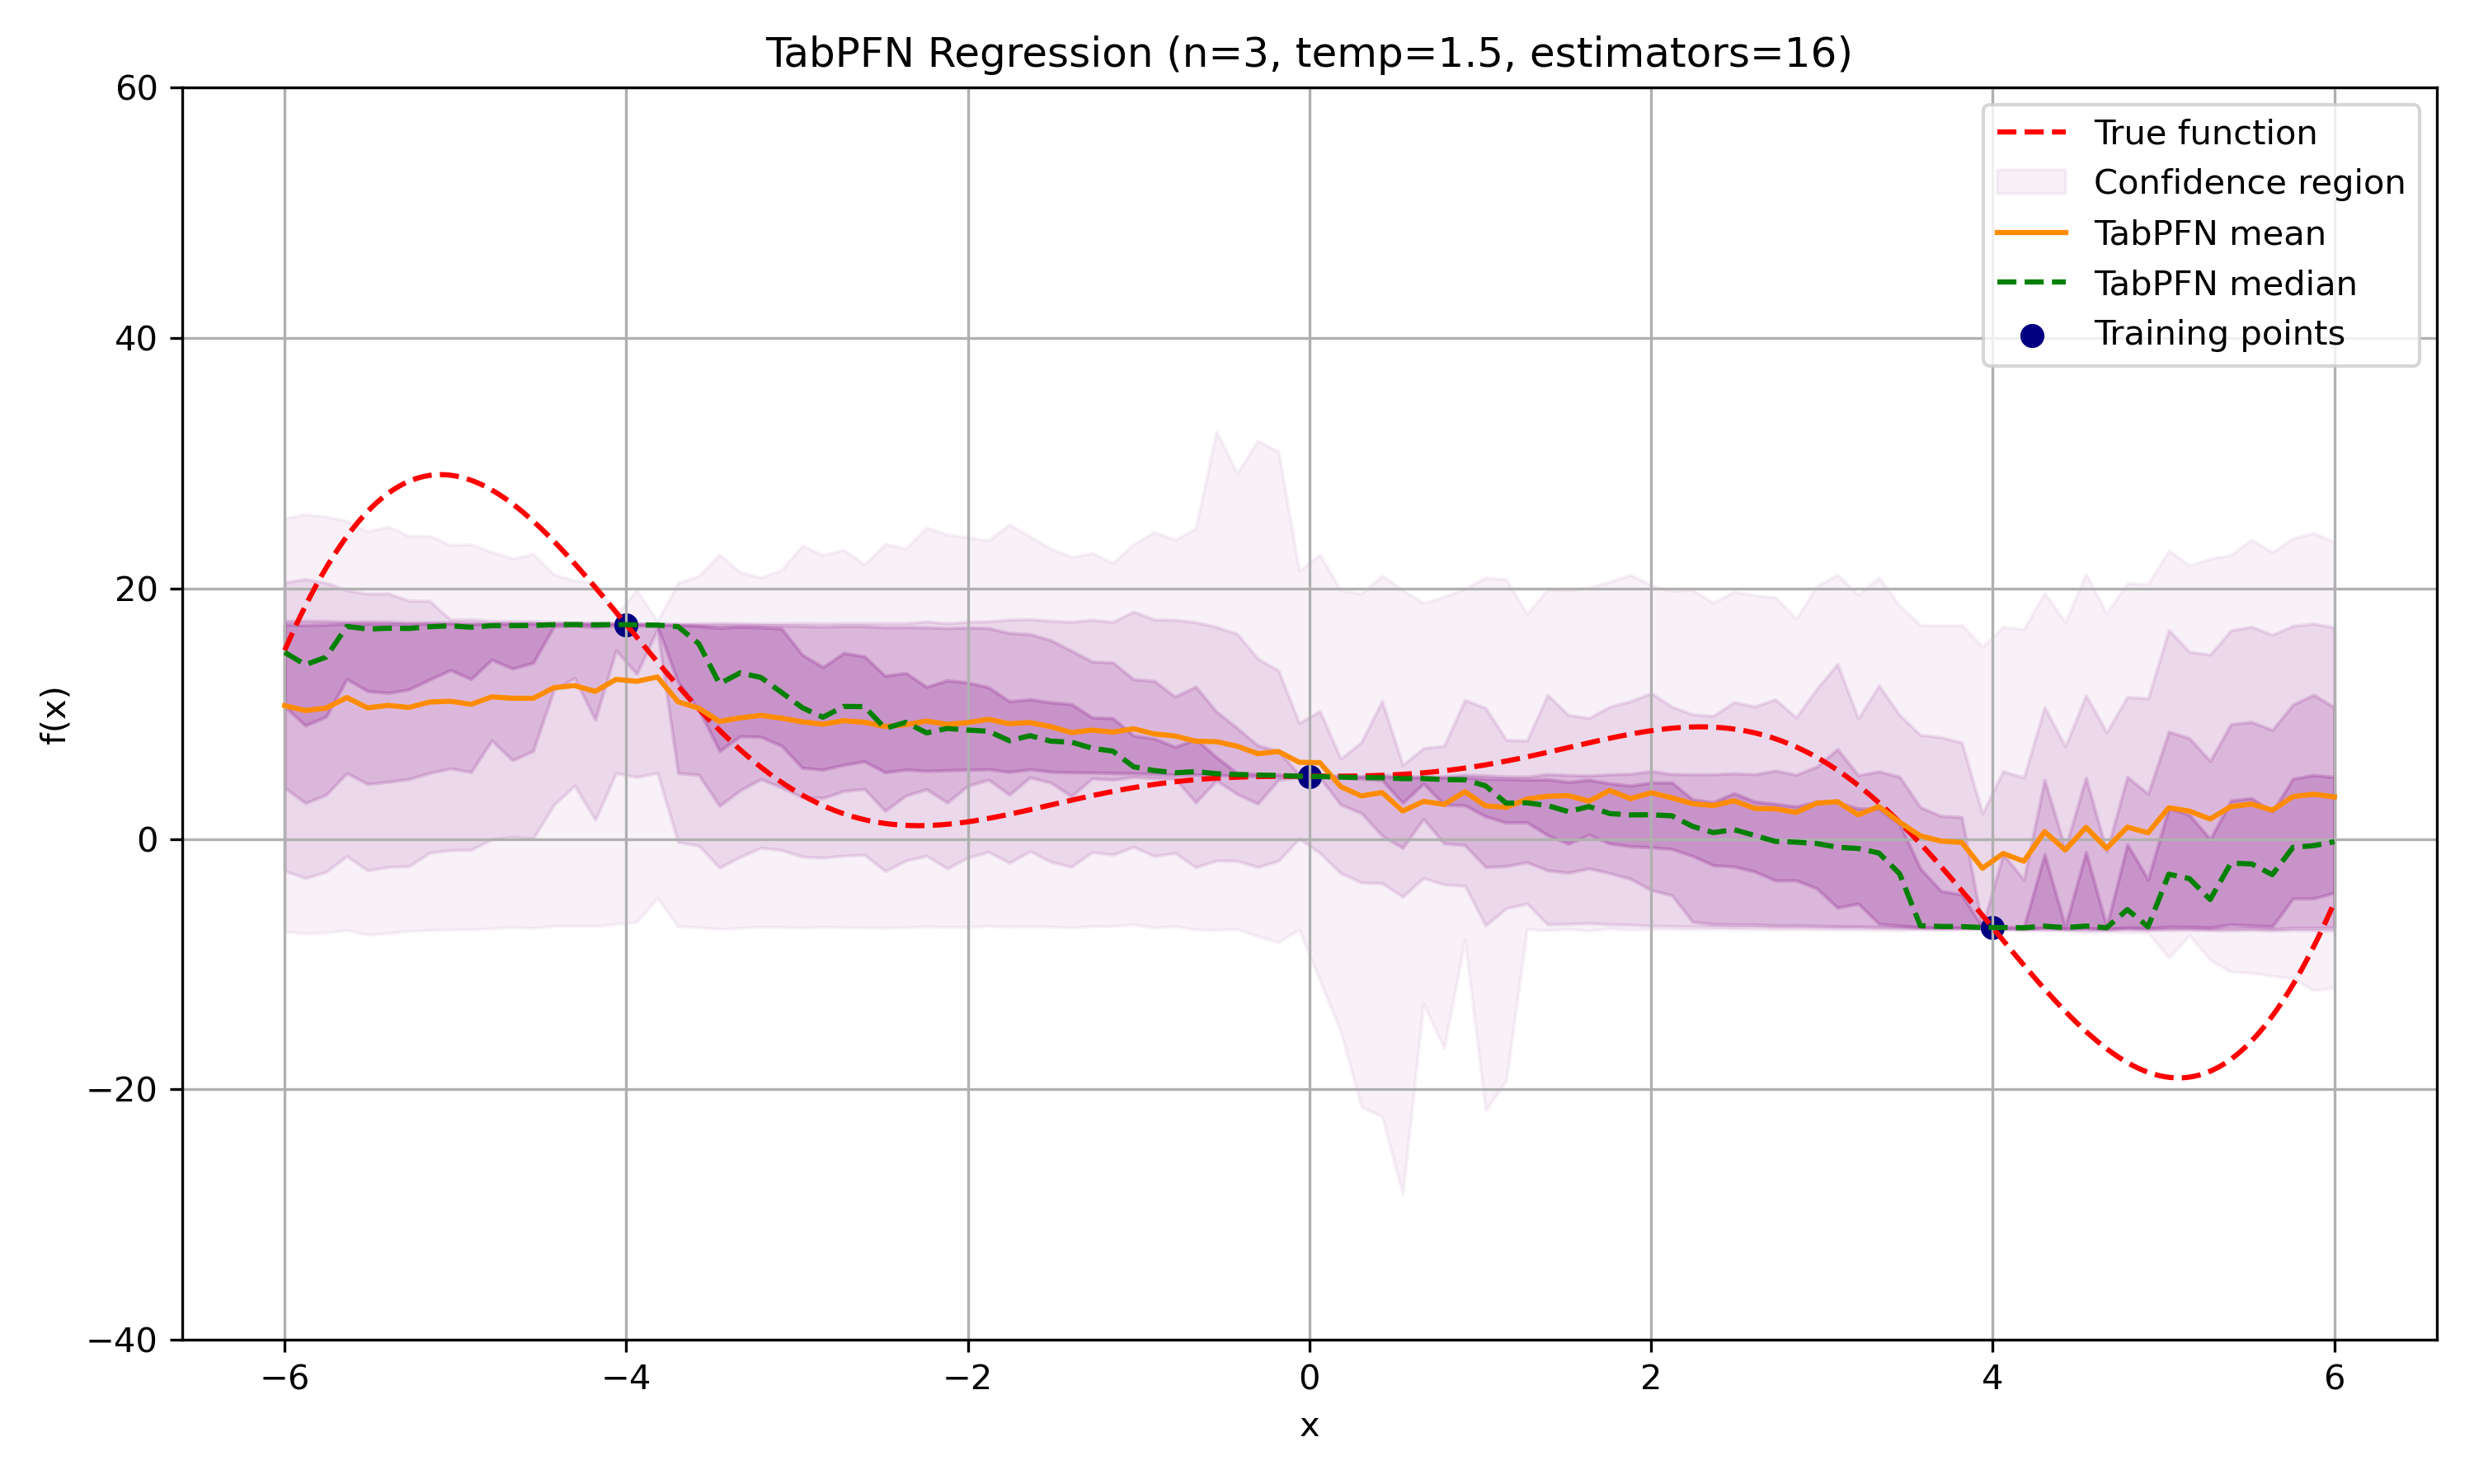 TabPFN Regression (n=3, temp=1.5, estimators=16)
60
40
20
0
−20
−40
f(x)
True function
Confidence region
TabPFN mean
TabPFN median
Training points
−6
−4
−2
0
2
4
6
x